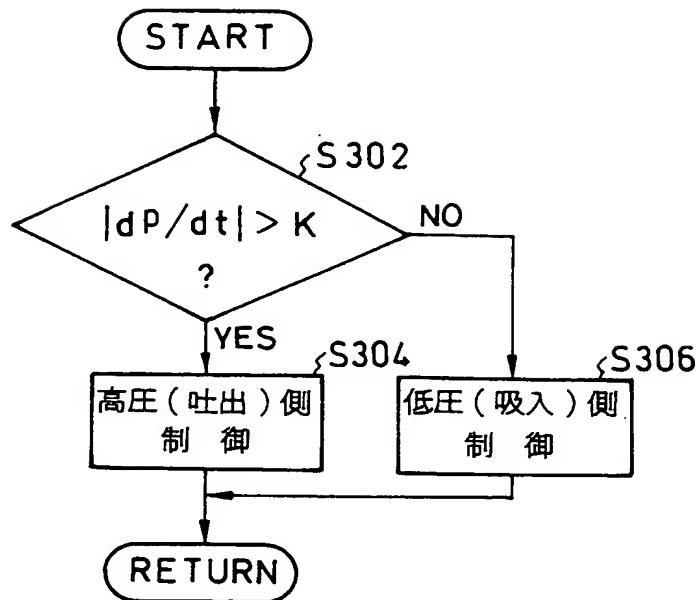 START
S302
|dP/dt| > K
?
NO
YES
S304
高圧(吐出)側
制 御
S306
低圧(吸入)側
制 御
RETURN